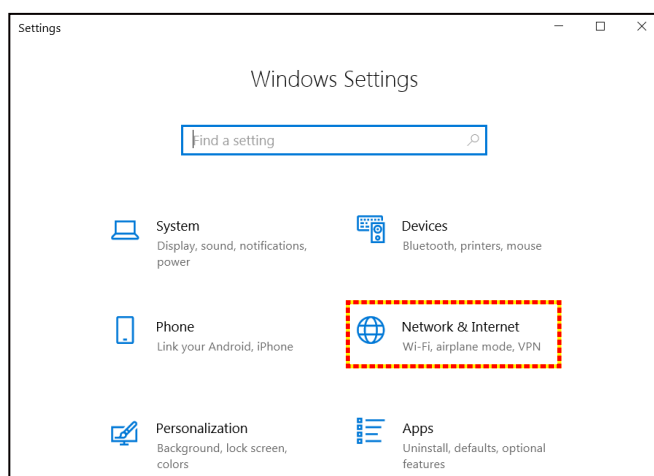 Settings
Windows Settings
Find a setting
System
Display, sound, notifications,
power
Devices
Bluetooth, printers, mouse
Phone
Link your Android, iPhone
Network & Internet
Wi-Fi, airplane mode, VPN
Personalization
Background, lock screen,
colors
Apps
Uninstall, defaults, optional
features